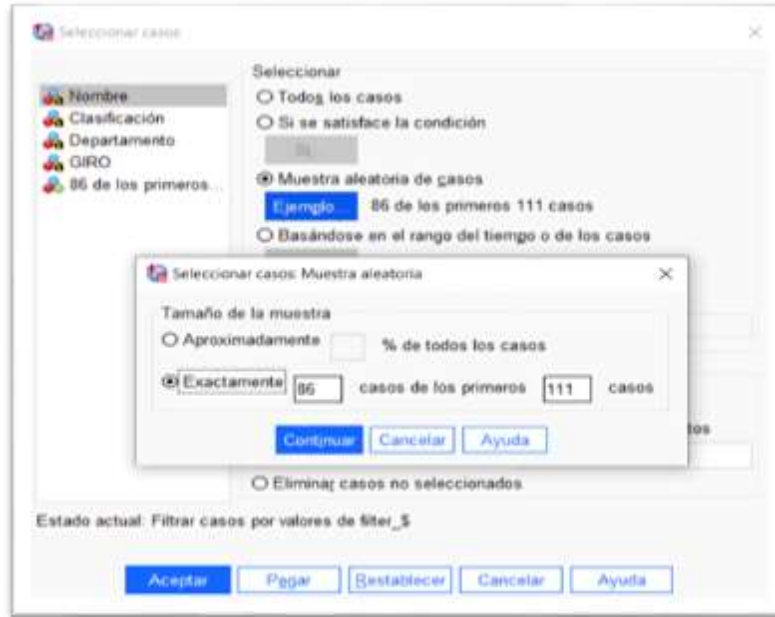 Seleccionar casos
Nombre
Clasificación
Departamento
GIRO
86 de los primeros...
Seleccionar
Todos los casos
Si se satisface la condición
Muestra aleatoria de casos
Ejemplo... 86 de los primeros 111 casos
Basándose en el rango del tiempo o de los casos
Seleccionar casos: Muestra aleatoria
Tamaño de la muestra
Aproximadamente % de todos los casos
Exactamente 86 casos de los primeros 111 casos
Continuar Cancelar Ayuda
Eliminar casos no seleccionados
Estado actual: Filtrar casos por valores de filter_$
Aceptar Pegar Restablecer Cancelar Ayuda